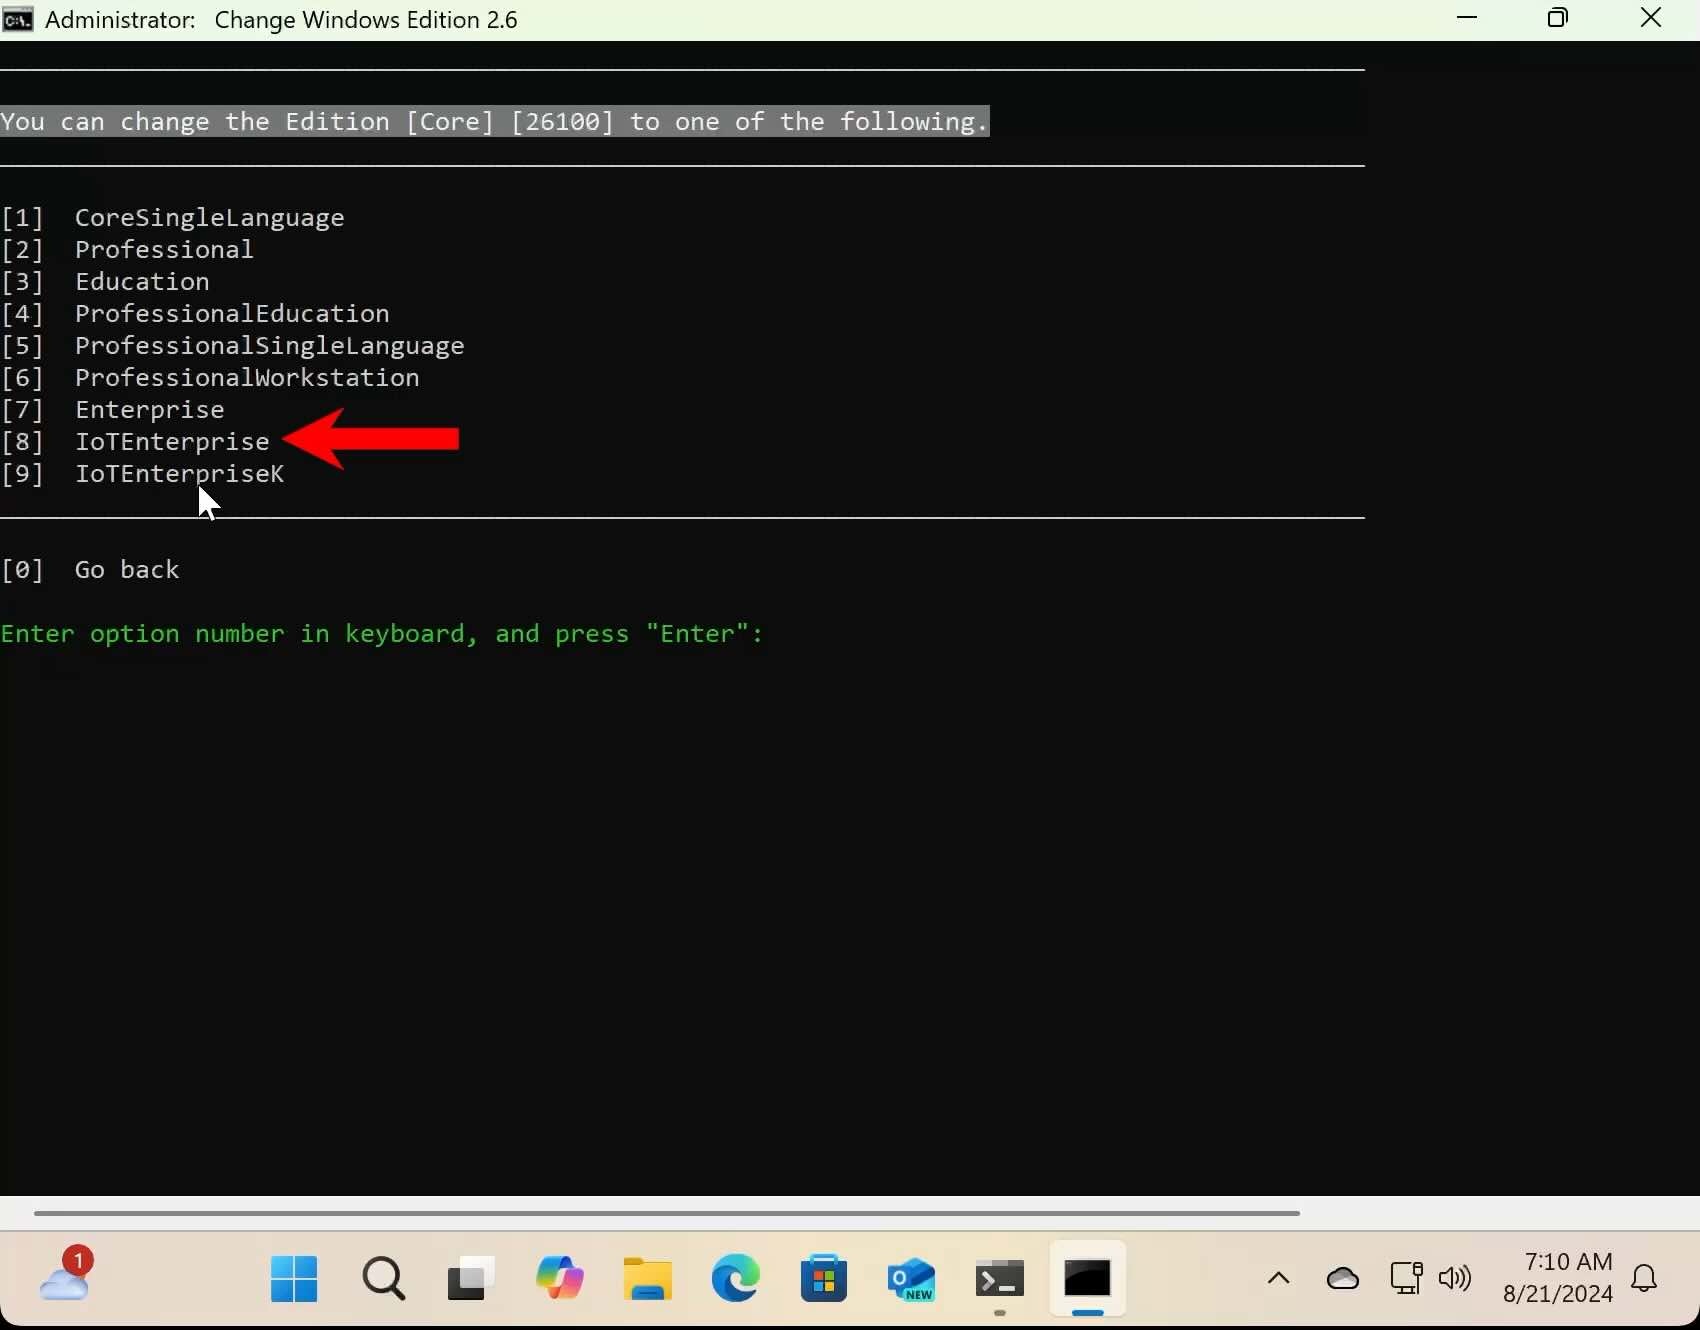 Administrator:   Change Windows Edition 2.6
You can change the Edition [Core] [26100] to one of the following.
[1]  CoreSingleLanguage
[2]  Professional
[3]  Education
[4]  ProfessionalEducation
[5]  ProfessionalSingleLanguage
[6]  ProfessionalWorkstation
[7]  Enterprise
[8]  IoTEnterprise
[9]  IoTEnterpriseK
[0]  Go back
Enter option number in keyboard, and press "Enter":
1
NEW
7:10 AM
8/21/2024